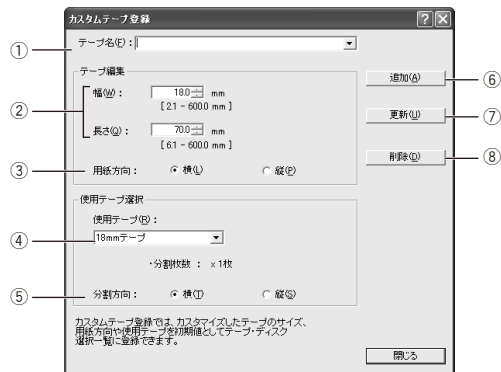 カスタムテープ登録
① テープ名(F):
テープ編集
② 幅(W): 18.0 mm
[ 2.1 - 600.0 mm ]
長さ(O): 70.0 mm
[ 6.1 - 600.0 mm ]
③ 用紙方向: 横(L) 縦(P)
使用テープ選択
使用テープ(R):
④ 18mmテープ
・分割枚数 : x 1枚
⑤ 分割方向: 横(T) 縦(S)
カスタムテープ登録では、カスタマイズしたテープのサイズ、
用紙方向や使用テープを初期値としてテープ・ディスク
選択一覧に登録できます。
追加(A) ⑥
更新(U) ⑦
削除(D) ⑧
閉じる